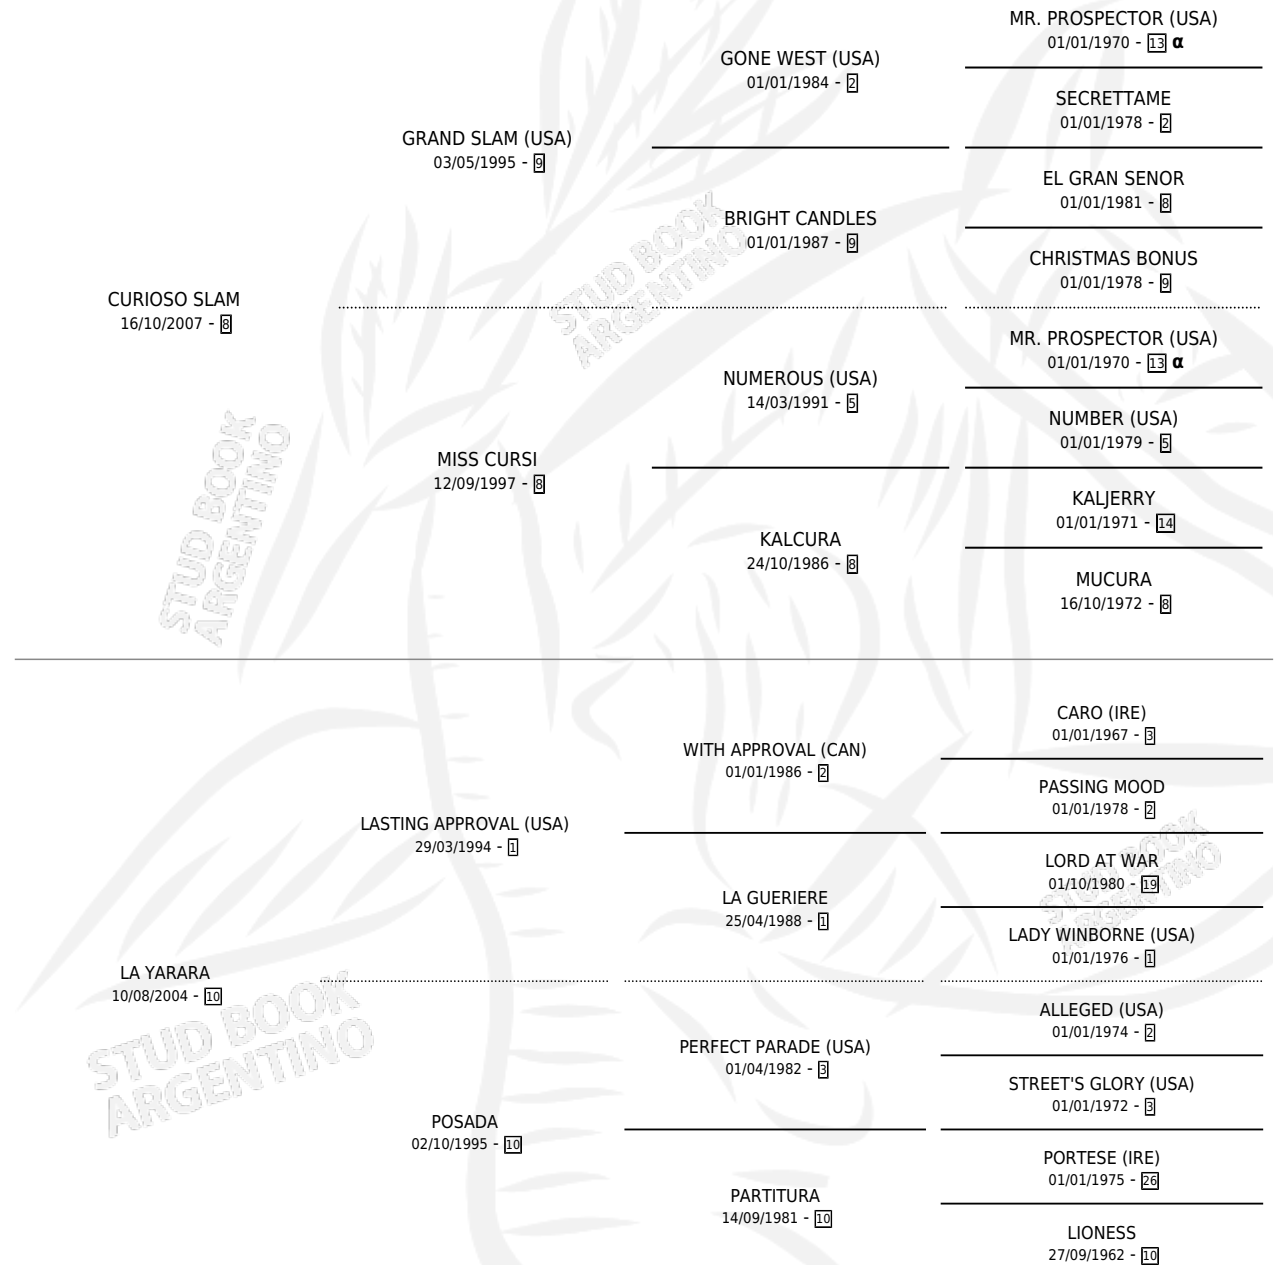 MR. PROSPECTOR (USA)
01/01/1970 - 13 α
GONE WEST (USA)
01/01/1984 - 2
SECRETTAME
01/01/1978 - 2
GRAND SLAM (USA)
03/05/1995 - 9
EL GRAN SENOR
01/01/1981 - 8
BRIGHT CANDLES
01/01/1987 - 9
CHRISTMAS BONUS
01/01/1978 - 9
CURIOSO SLAM
16/10/2007 - 8
MR. PROSPECTOR (USA)
01/01/1970 - 13 α
NUMEROUS (USA)
14/03/1991 - 5
NUMBER (USA)
01/01/1979 - 5
MISS CURSI
12/09/1997 - 8
KALJERRY
01/01/1971 - 14
KALCURA
24/10/1986 - 8
MUCURA
16/10/1972 - 8
CARO (IRE)
01/01/1967 - 3
WITH APPROVAL (CAN)
01/01/1986 - 2
PASSING MOOD
01/01/1978 - 2
LASTING APPROVAL (USA)
29/03/1994 - 1
LORD AT WAR
01/10/1980 - 19
LA GUERIERE
25/04/1988 - 1
LADY WINBORNE (USA)
01/01/1976 - 1
LA YARARA
10/08/2004 - 10
ALLEGED (USA)
01/01/1974 - 2
PERFECT PARADE (USA)
01/04/1982 - 3
STREET'S GLORY (USA)
01/01/1972 - 3
POSADA
02/10/1995 - 10
PORTESE (IRE)
01/01/1975 - 26
PARTITURA
14/09/1981 - 10
LIONESS
27/09/1962 - 10
STUD BOOK
ARGENTINO
STUD BOOK
ARGENTINO
STUD BOOK
ARGENTINO
STUD BOOK
ARGENTINO